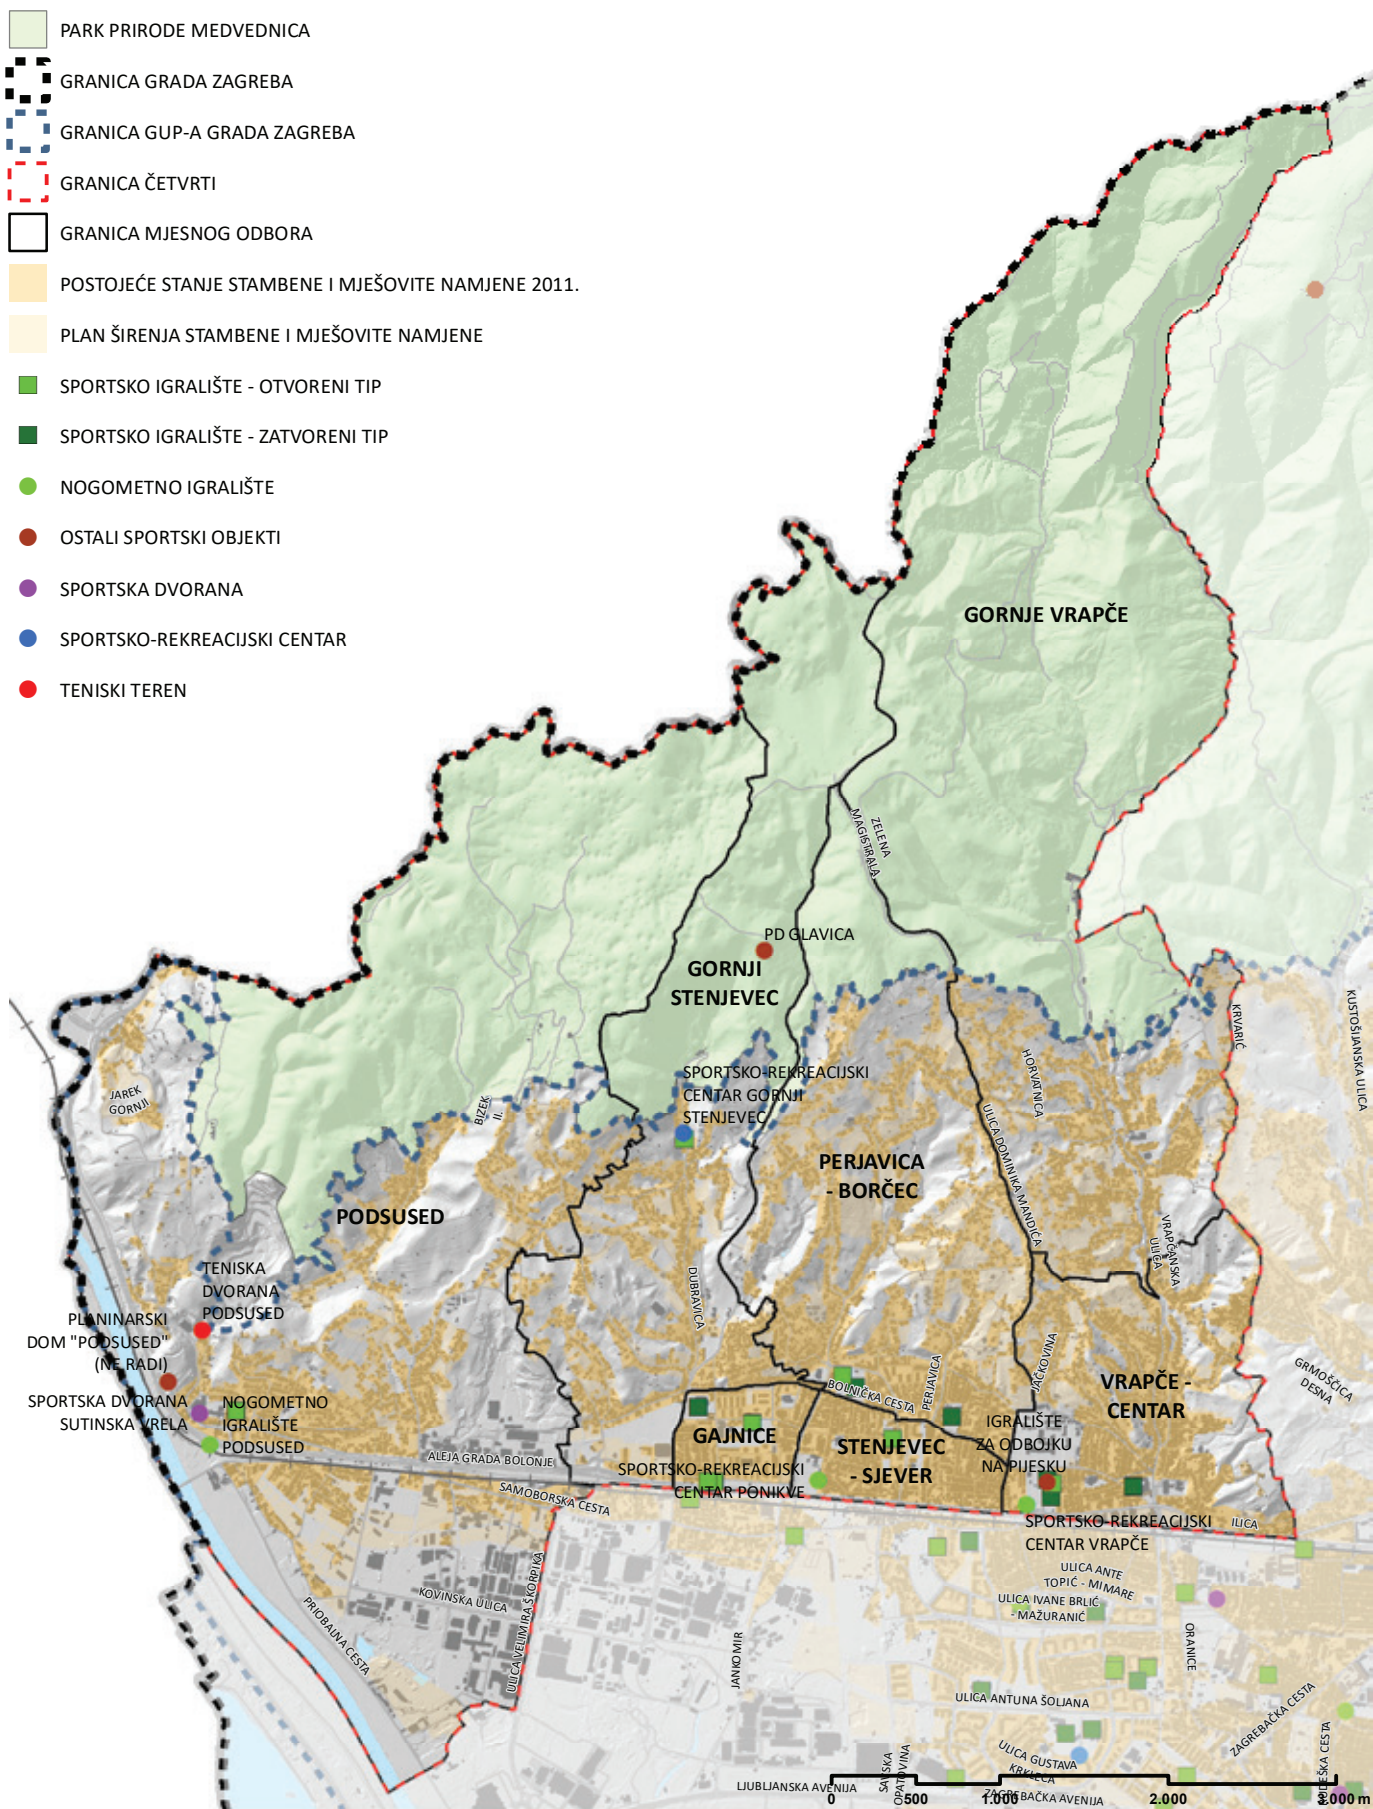 PARK PRIRODE MEDVEDNICA
GRANICA GRADA ZAGREBA
GRANICA GUP-A GRADA ZAGREBA
GRANICA ČETVRTI
GRANICA MJESNOG ODBORA
POSTOJEĆE STANJE STAMBENE I MJEŠOVITE NAMJENE 2011.
PLAN ŠIRENJA STAMBENE I MJEŠOVITE NAMJENE
SPORTSKO IGRALIŠTE - OTVORENI TIP
SPORTSKO IGRALIŠTE - ZATVORENI TIP
NOGOMETNO IGRALIŠTE
OSTALI SPORTSKI OBJEKTI
SPORTSKA DVORANA
SPORTSKO-REKREACIJSKI CENTAR
TENISKI TEREN
GORNJE VRAPČE
ZELENA
MAGISTRALA
PD GLAVICA
GORNJI
STENJEVEC
KRVARIĆ
KUSTOŠIJANSKA ULICA
JAREK
GORNJI
BIZEK
II.
SPORTSKO-REKREACIJSKI
CENTAR GORNJI
STENJEVEC
HORVATNICA
ULICA DOMINIKA MANDIĆA
PERJAVICA
- BORČEC
PODSUSED
VRAPČANSKA
ULICA
TENISKA
DVORANA
PODSUSED
DUBRAVICA
PLANINARSKI
DOM "PODSUSED"
(NE RADI)
SPORTSKA DVORANA
SUTINSKA VRELA
NOGOMETNO
IGRALIŠTE
PODSUSED
BOLNIČKA CESTA
PERJAVICA
JAČKOVINA
GRMOŠČICA
DESNA
VRAPČE -
CENTAR
GAJNICE
STENJEVEC
- SJEVER
IGRALIŠTE
ZA ODBOJKU
NA PIJESKU
ALEJA GRADA BOLONJE
SPORTSKO-REKREACIJSKI
CENTAR PONIKVE
SAMOBORSKA CESTA
SPORTSKO-REKREACIJSKI
CENTAR VRAPČE
ILICA
ULICA ANTE
TOPIĆ - MIMARE
ULICA IVANE BRLIĆ
- MAŽURANIĆ
KOVINSKA ULICA
ULICA VELIMIRA ŠKORPIKA
PRIOBALNA CESTA
JANKOMIR
ORANICE
ULICA ANTUNA ŠOLJANA
ZAGREBAČKA CESTA
ULICA GUSTAVA
KRKLECA
RUDEŠKA CESTA
SAVSKA
OPATOVINA
LJUBLJANSKA AVENIJA
ZAGREBAČKA AVENIJA
0 500 1.000 2.000 3.000 m